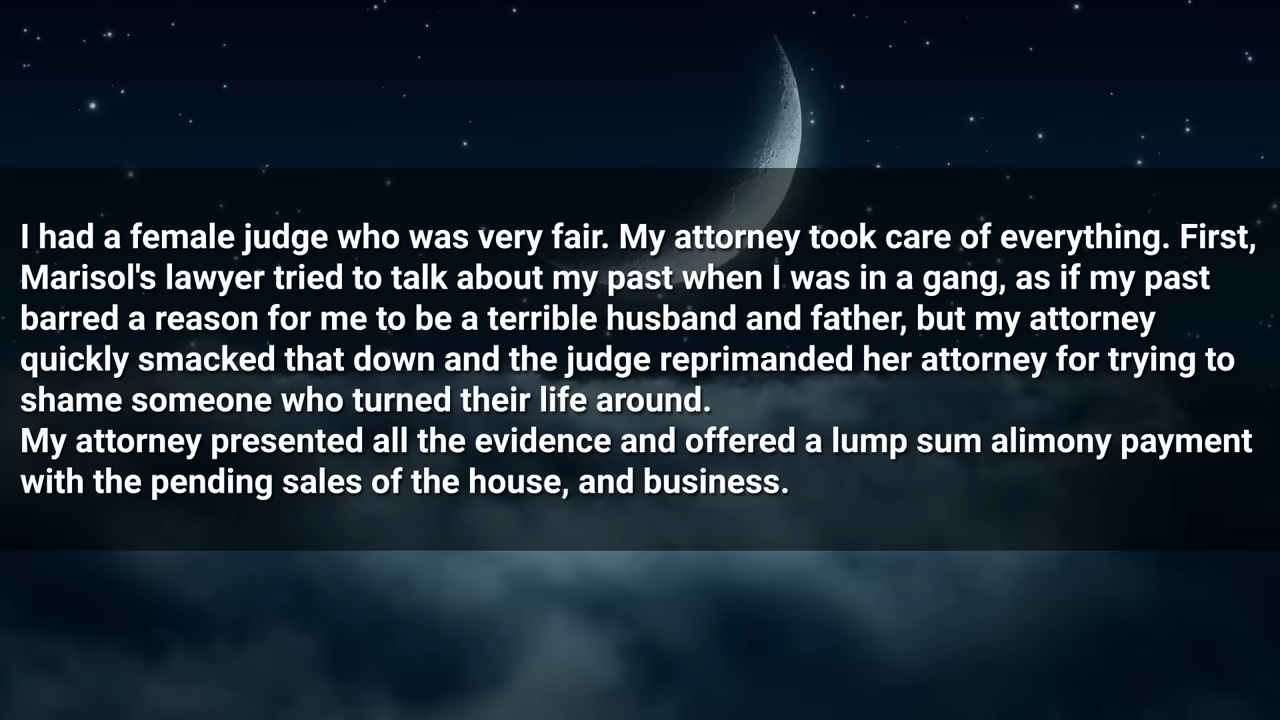 I had a female judge who was very fair. My attorney took care of everything. First,
Marisol's lawyer tried to talk about my past when I was in a gang, as if my past
barred a reason for me to be a terrible husband and father, but my attorney
quickly smacked that down and the judge reprimanded her attorney for trying to
shame someone who turned their life around.
My attorney presented all the evidence and offered a lump sum alimony payment
with the pending sales of the house, and business.